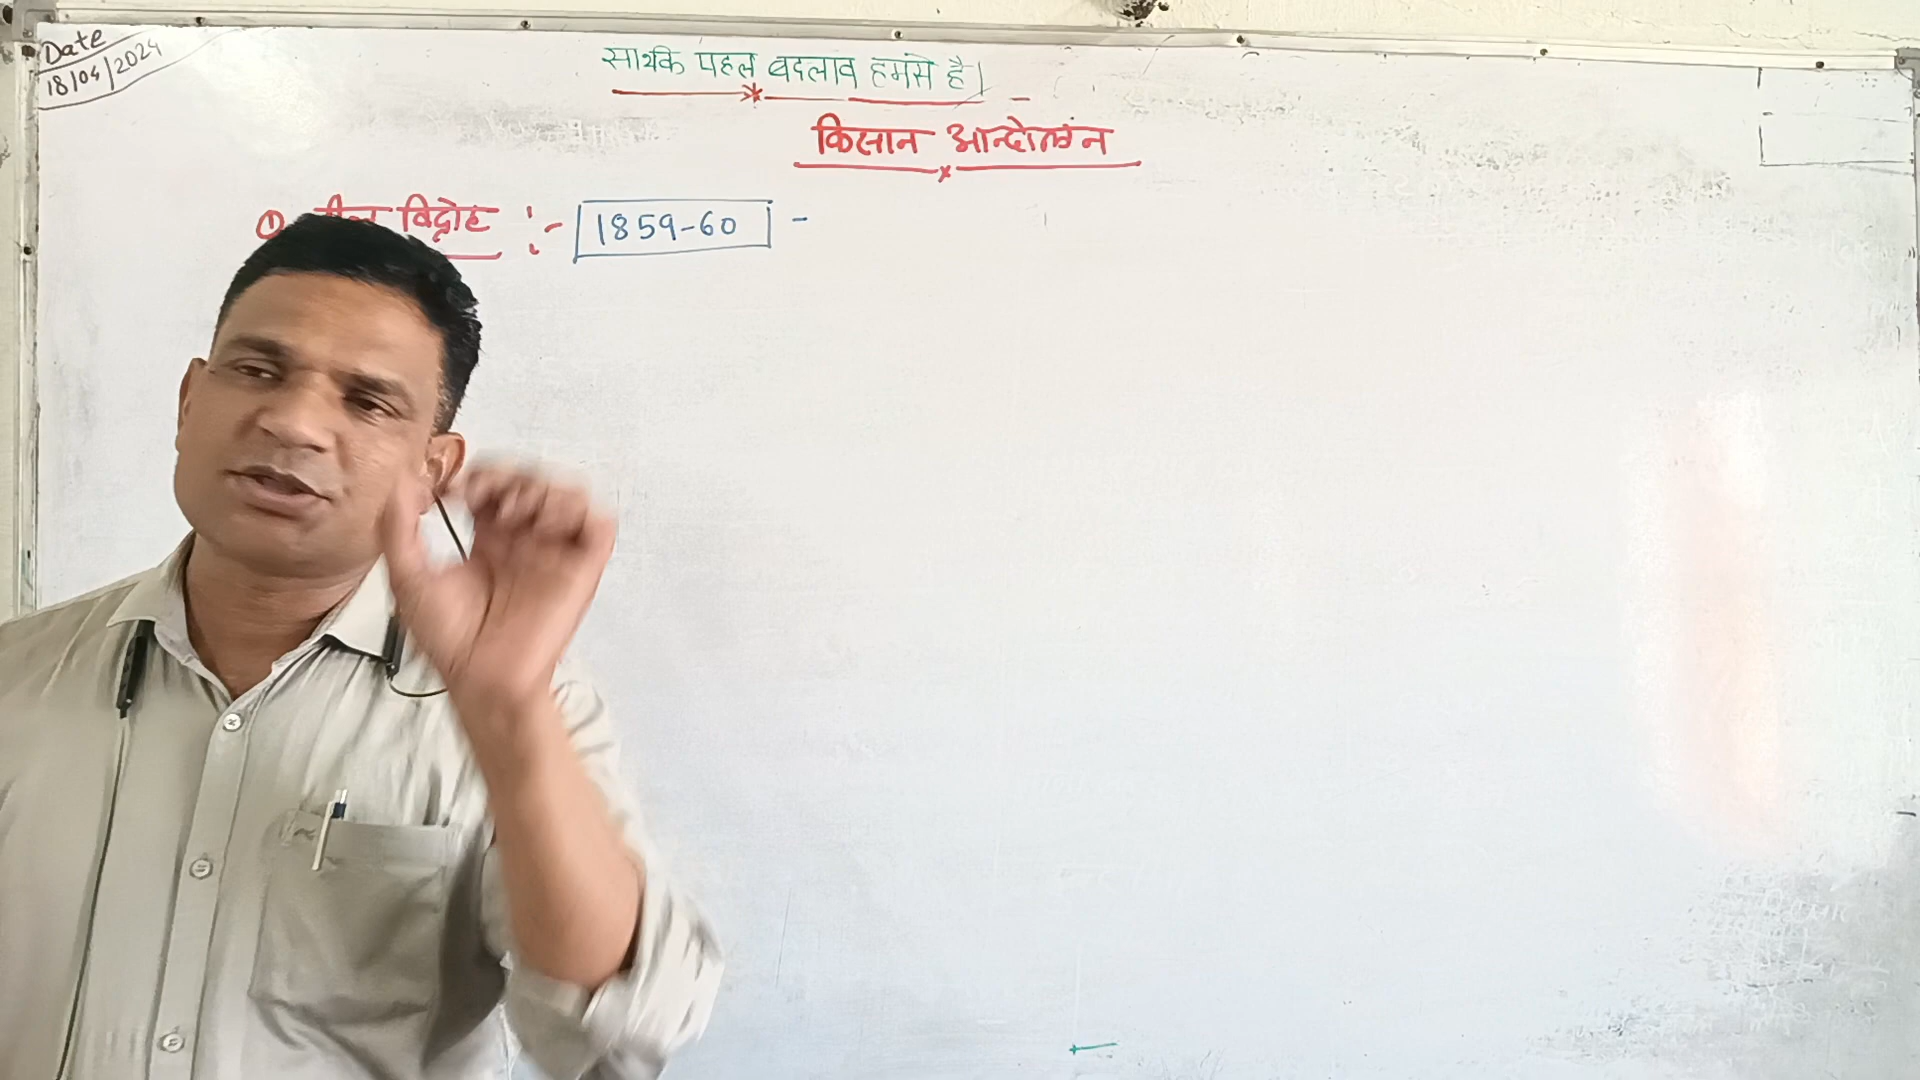 Date
18/04/2024
सार्थक पहल बदलाव हमसे है।
किसान आन्दोलन
① विद्रोह :- 1859-60 -